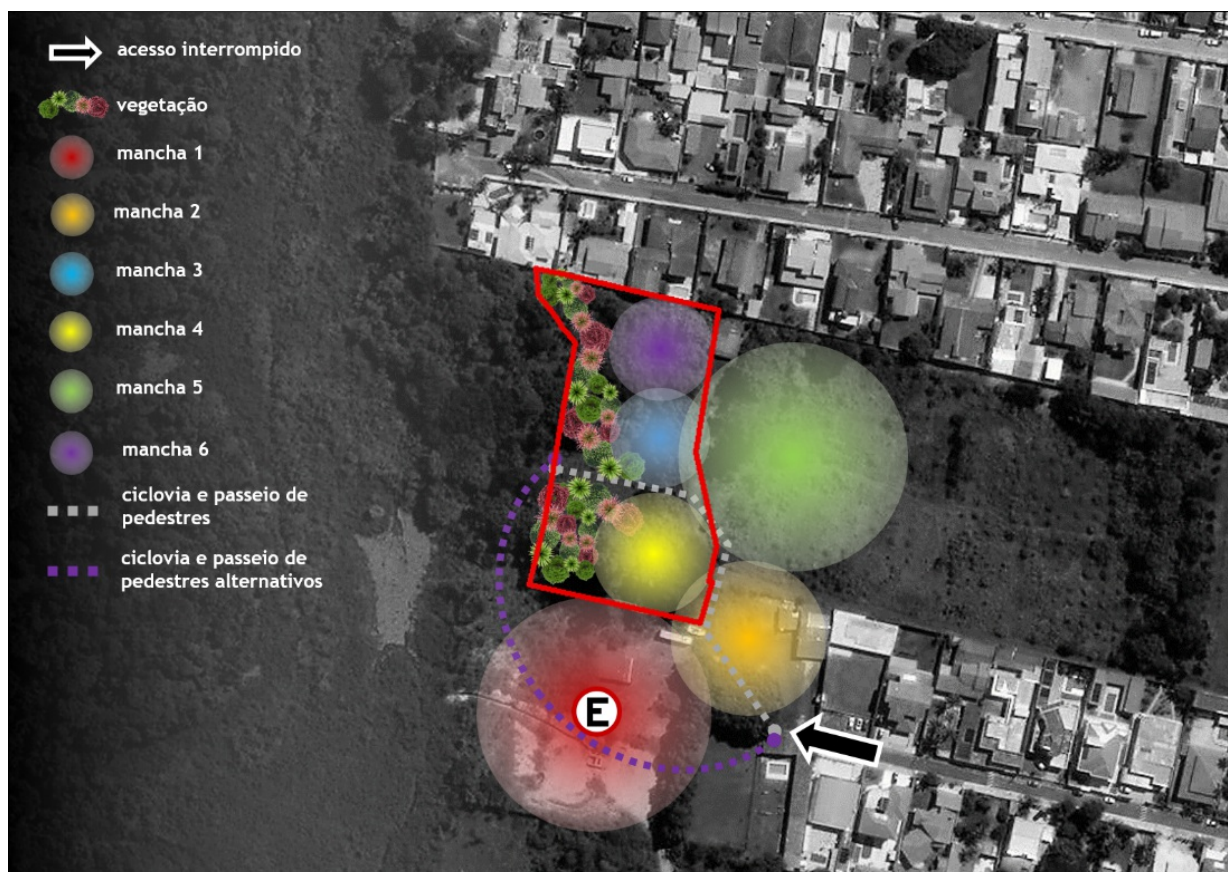 acesso interrompido
vegetação
mancha 1
mancha 2
mancha 3
mancha 4
mancha 5
mancha 6
ciclovia e passeio de
pedestres
ciclovia e passeio de
pedestres alternativos
E